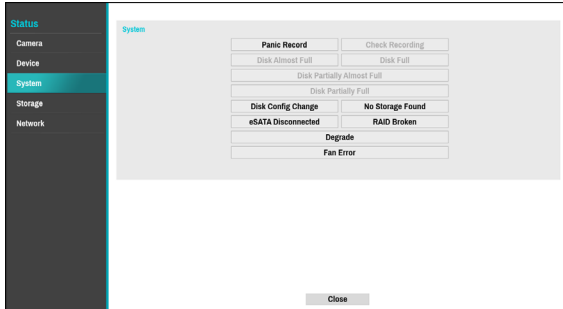 Status
Camera
Device
System
Storage
Network
System
Panic Record Check Recording
Disk Almost Full Disk Full
Disk Partially Almost Full
Disk Partially Full
Disk Config Change No Storage Found
eSATA Disconnected RAID Broken
Degrade
Fan Error
Close